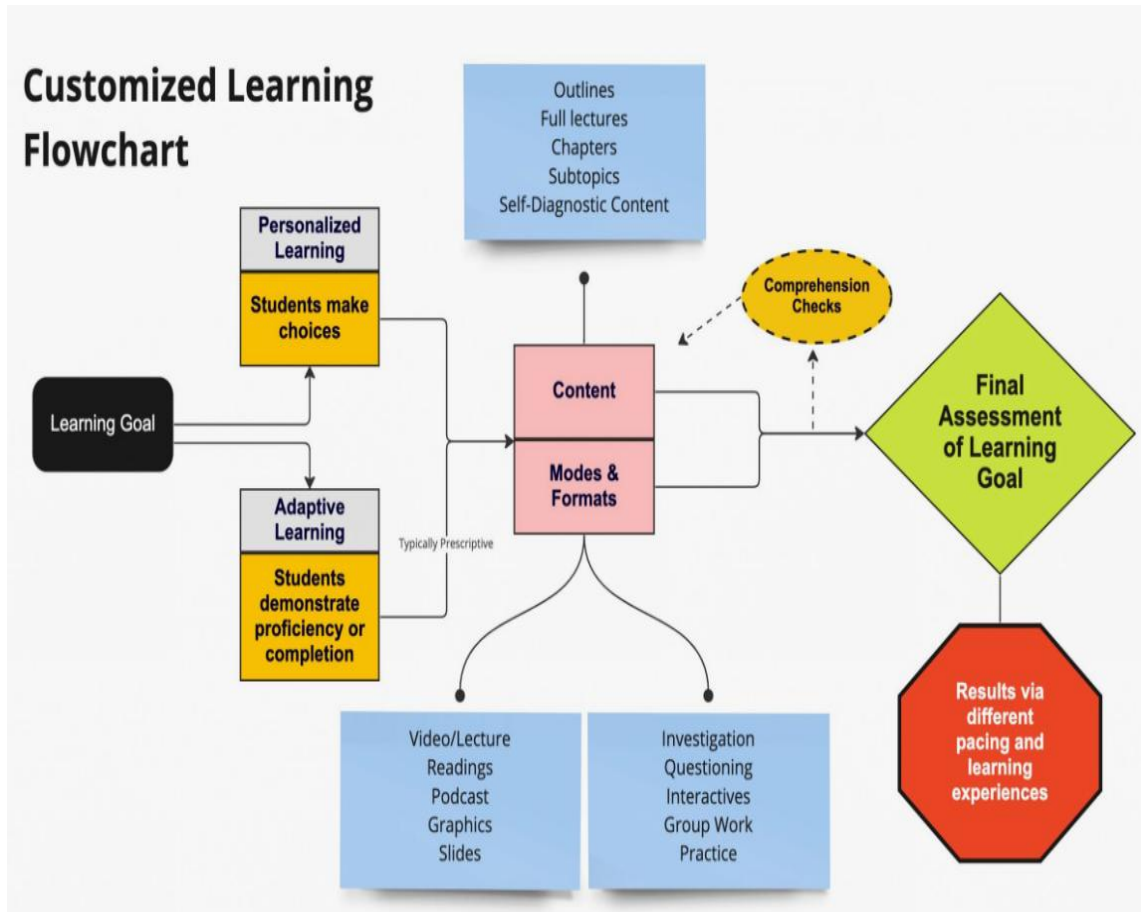 Customized Learning
Flowchart
Outlines
Full lectures
Chapters
Subtopics
Self-Diagnostic Content
Personalized
Learning
Students make
choices
Comprehension
Checks
Learning Goal
Content
Modes &
Formats
Final
Assessment
of Learning
Goal
Adaptive
Learning
Typically Prescriptive
Students
demonstrate
proficiency or
completion
Video/Lecture
Readings
Podcast
Graphics
Slides
Investigation
Questioning
Interactives
Group Work
Practice
Results via
different
pacing and
learning
experiences